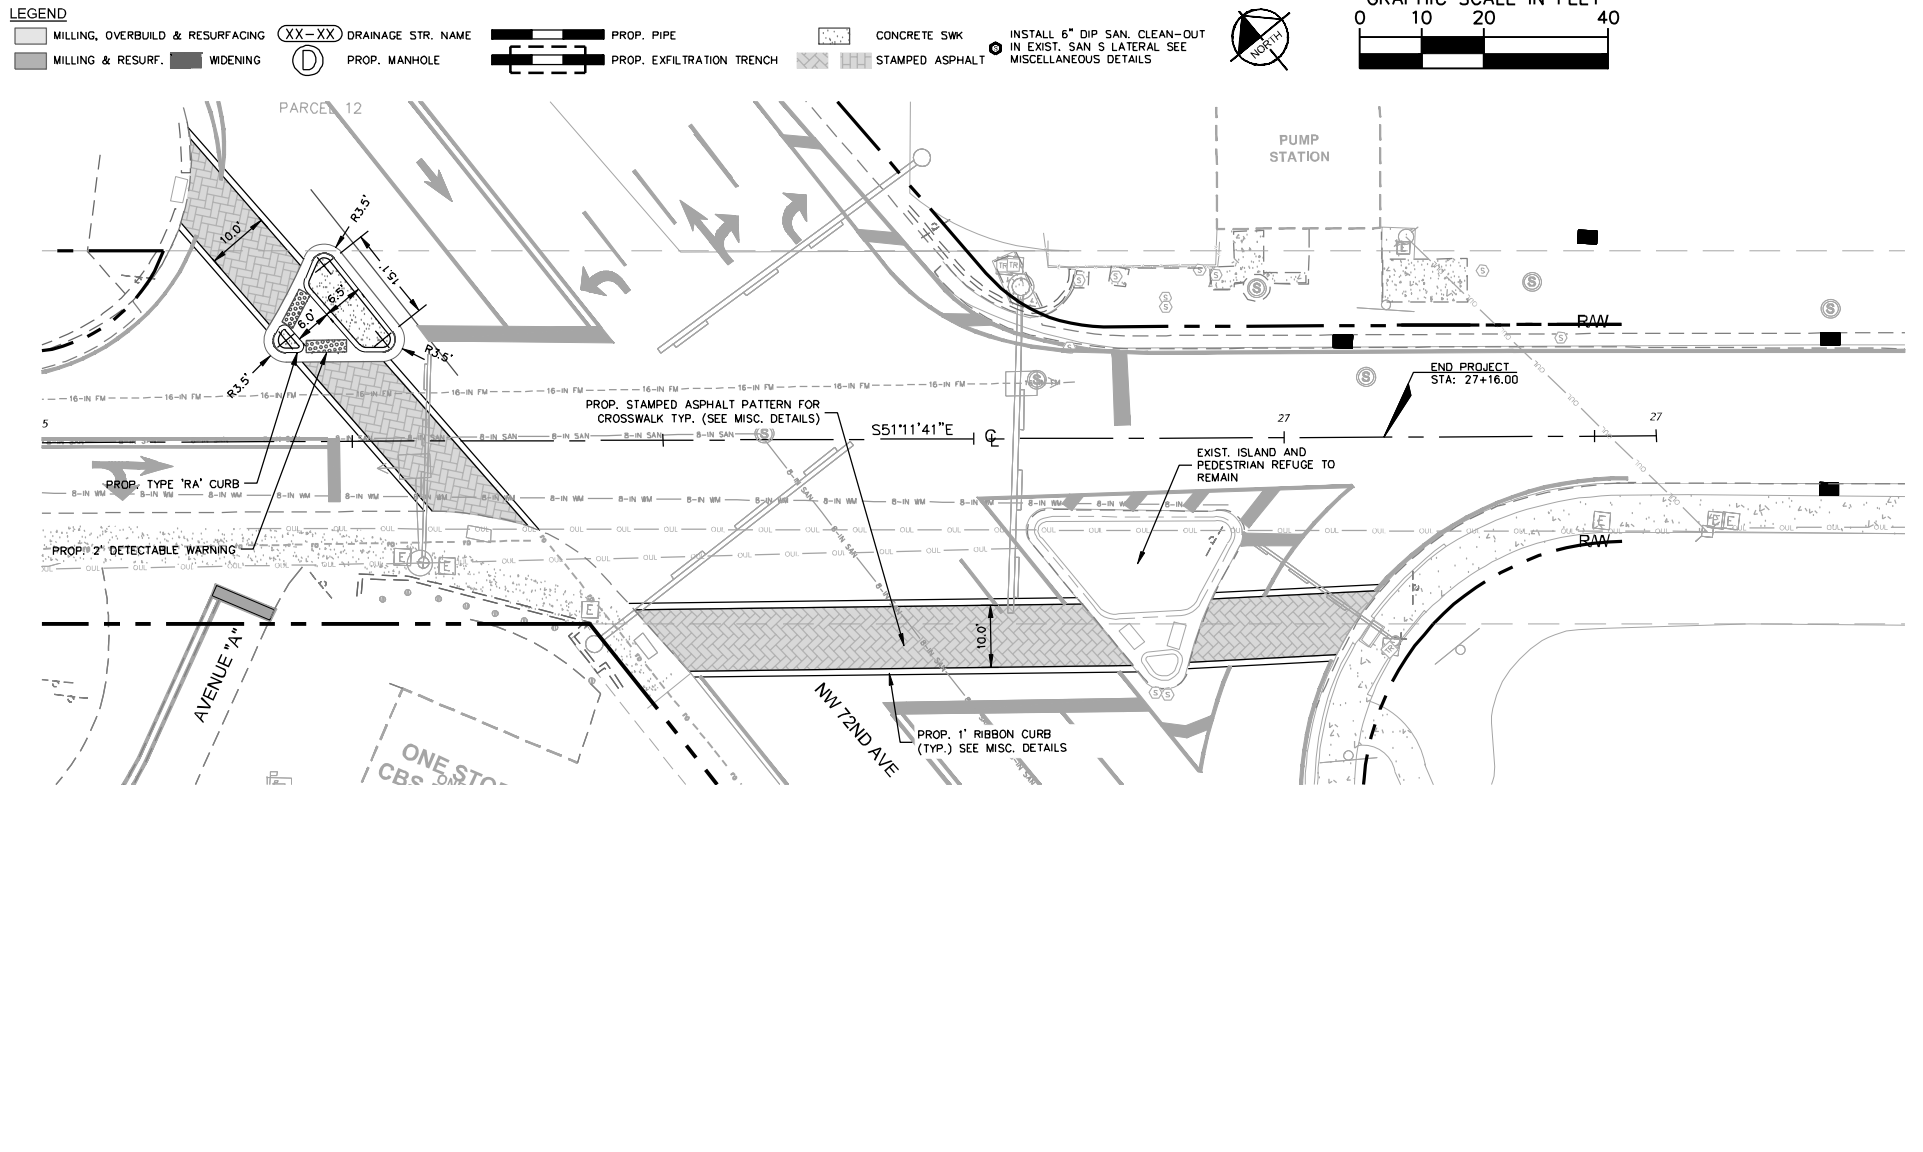 LEGEND
MILLING, OVERBUILD & RESURFACING
XX-XX
DRAINAGE STR. NAME
PROP. PIPE
CONCRETE SWK
MILLING & RESURF.
WIDENING
D
PROP. MANHOLE
PROP. EXFILTRATION TRENCH
STAMPED ASPHALT
INSTALL 6" DIP SAN. CLEAN-OUT
IN EXIST. SAN S LATERAL SEE
MISCELLANEOUS DETAILS
NORTH
GRAPHIC SCALE IN FEET
0 10 20 40
PARCEL 12
PUMP
STATION
R3.5'
10.0'
15.1'
6.5'
6.0'
R3.5'
R3.5'
R/W
END PROJECT
STA: 27+16.00
16-IN FM
PROP. STAMPED ASPHALT PATTERN FOR
CROSSWALK TYP. (SEE MISC. DETAILS)
5
8-IN SAN
S51°11'41"E
27
27
EXIST. ISLAND AND
PEDESTRIAN REFUGE TO
REMAIN
PROP. TYPE 'RA' CURB
8-IN WM
OUL
PROP. 2' DETECTABLE WARNING
R/W
10.0'
AVENUE "A"
NW 72ND AVE
PROP. 1' RIBBON CURB
(TYP.) SEE MISC. DETAILS
ONE STO
CBS